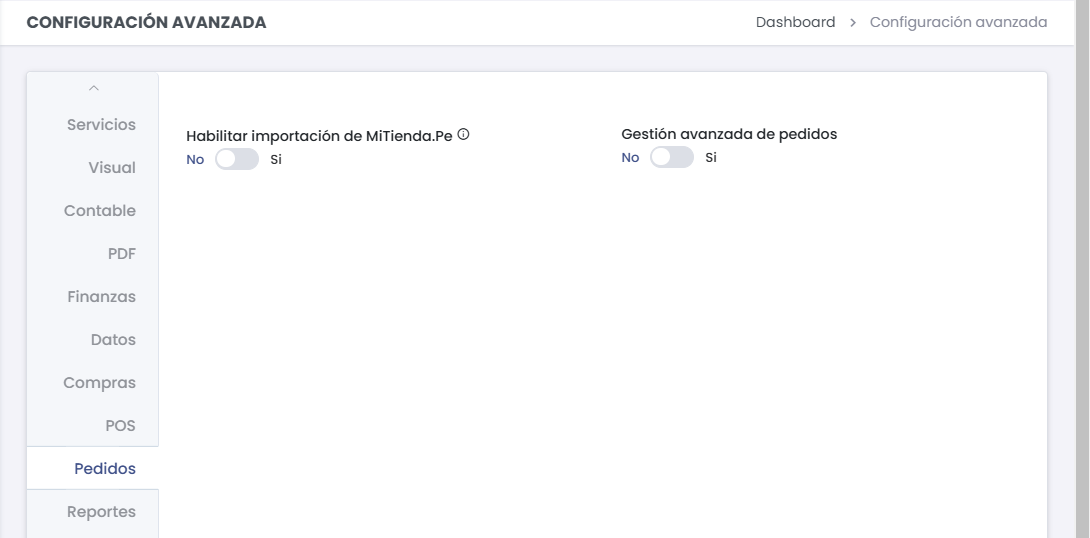 CONFIGURACIÓN AVANZADA
Dashboard > Configuración avanzada
Servicios
Visual
Contable
PDF
Finanzas
Datos
Compras
POS
Pedidos
Reportes
Habilitar importación de MiTienda.Pe
No Si
Gestión avanzada de pedidos
No Si